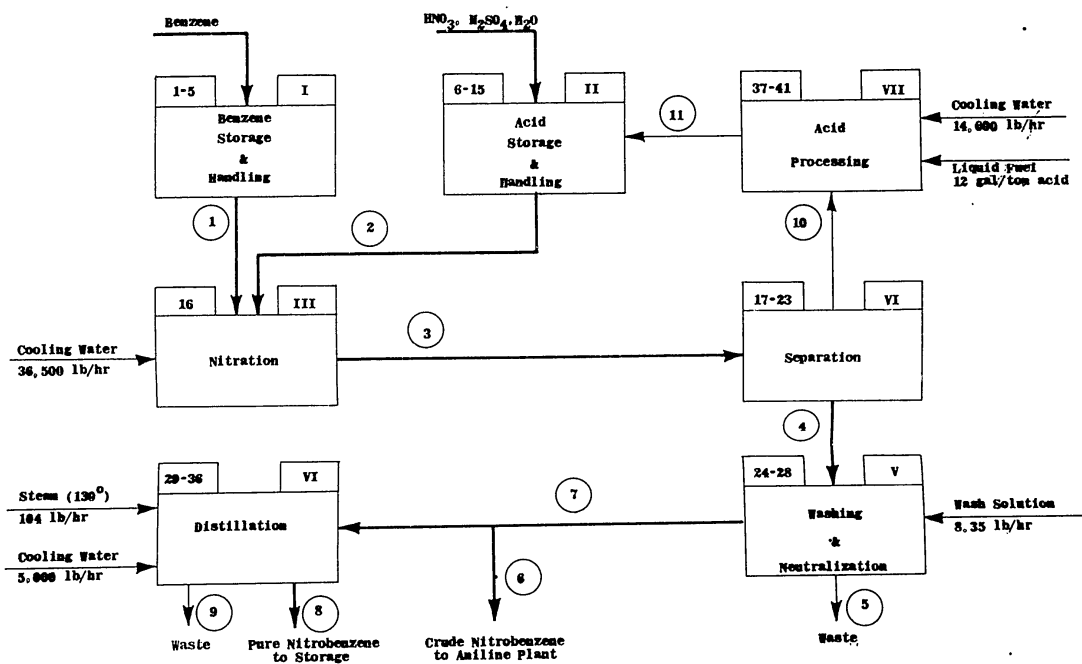 Benzene
HNO3, H2SO4, H2O
1-5
I
Benzene
Storage
&
Handling
6-15
II
Acid
Storage
&
Handling
11
37-41
VII
Acid
Processing
Cooling Water
14,000 lb/hr
Liquid Fuel
12 gal/ton acid
1
2
10
16
III
Nitration
Cooling Water
36,500 lb/hr
3
17-23
VI
Separation
4
29-36
VI
Distillation
Steam (130°)
104 lb/hr
Cooling Water
5,000 lb/hr
7
24-28
V
Washing
&
Neutralization
Wash Solution
8.35 lb/hr
9
8
6
5
Waste
Pure Nitrobenzene
to Storage
Crude Nitrobenzene
to Aniline Plant
Waste